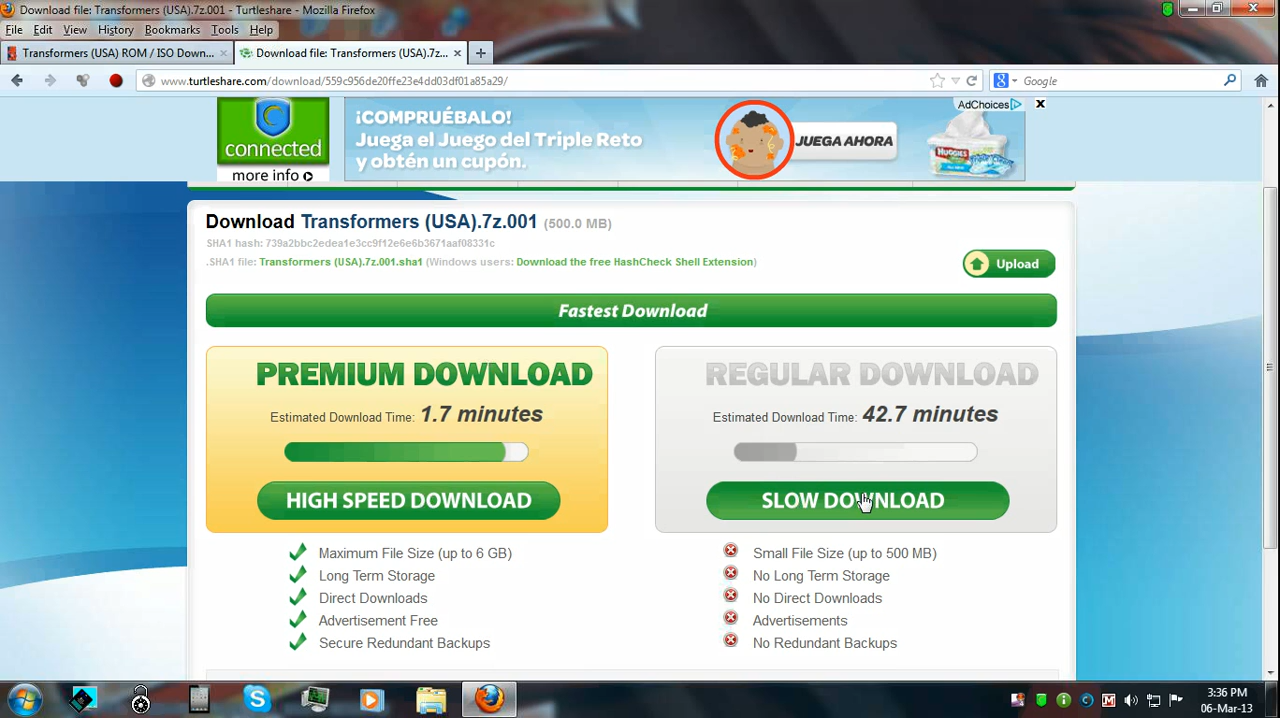 Download file: Transformers (USA).7z.001 - Turtleshare - Mozilla Firefox
File Edit View History Bookmarks Tools Help
Transformers (USA) ROM / ISO Down... ×
Download file: Transformers (USA).7z... ×
www.turtleshare.com/download/559c956de20ffe23e4dd03df01a85a29/
Google
connected
more info
¡COMPRUÉBALO!
Juega el Juego del Triple Reto
y obtén un cupón.
JUEGA AHORA
AdChoices
HUGGIES
Download Transformers (USA).7z.001 (500.0 MB)
SHA1 hash: 739a2bbc2edea1e3cc9f12e6e6b3671aaf08331c
.SHA1 file: Transformers (USA).7z.001.sha1 (Windows users: Download the free HashCheck Shell Extension)
Upload
Fastest Download
PREMIUM DOWNLOAD
Estimated Download Time: 1.7 minutes
HIGH SPEED DOWNLOAD
Maximum File Size (up to 6 GB)
Long Term Storage
Direct Downloads
Advertisement Free
Secure Redundant Backups
REGULAR DOWNLOAD
Estimated Download Time: 42.7 minutes
SLOW DOWNLOAD
Small File Size (up to 500 MB)
No Long Term Storage
No Direct Downloads
Advertisements
No Redundant Backups
3:36 PM
06-Mar-13